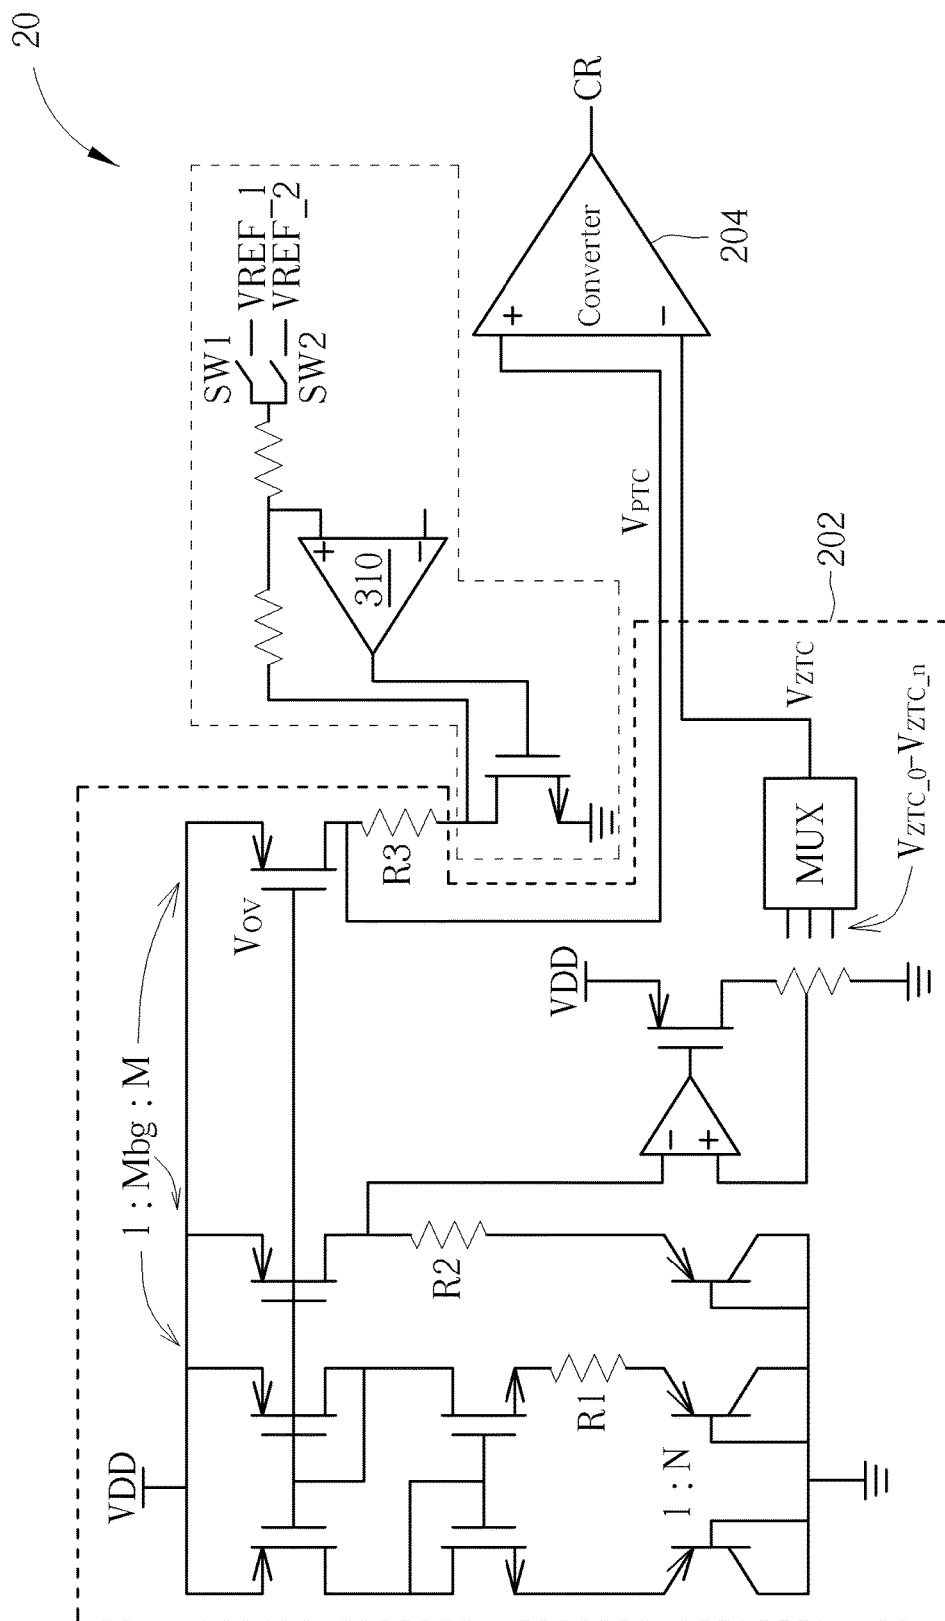 20
VDD
1 : Mbg : M
VOV
R3
SW1
SW2
VREF_1
VREF_2
+
−
310
+
−
Converter
CR
204
VPTC
202
R2
R1
1 : N
−
+
VDD
MUX
VZTC
VZTC_0-VZTC_n